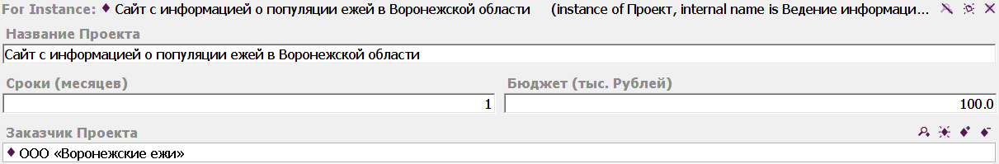 For Instance: Сайт с информацией о популяции ежей в Воронежской области (instance of Проект, internal name is Ведение информаци...
Название Проекта
Сайт с информацией о популяции ежей в Воронежской области
Сроки (месяцев) Бюджет (тыс. Рублей)
1 100.0
Заказчик Проекта
ООО «Воронежские ежи»